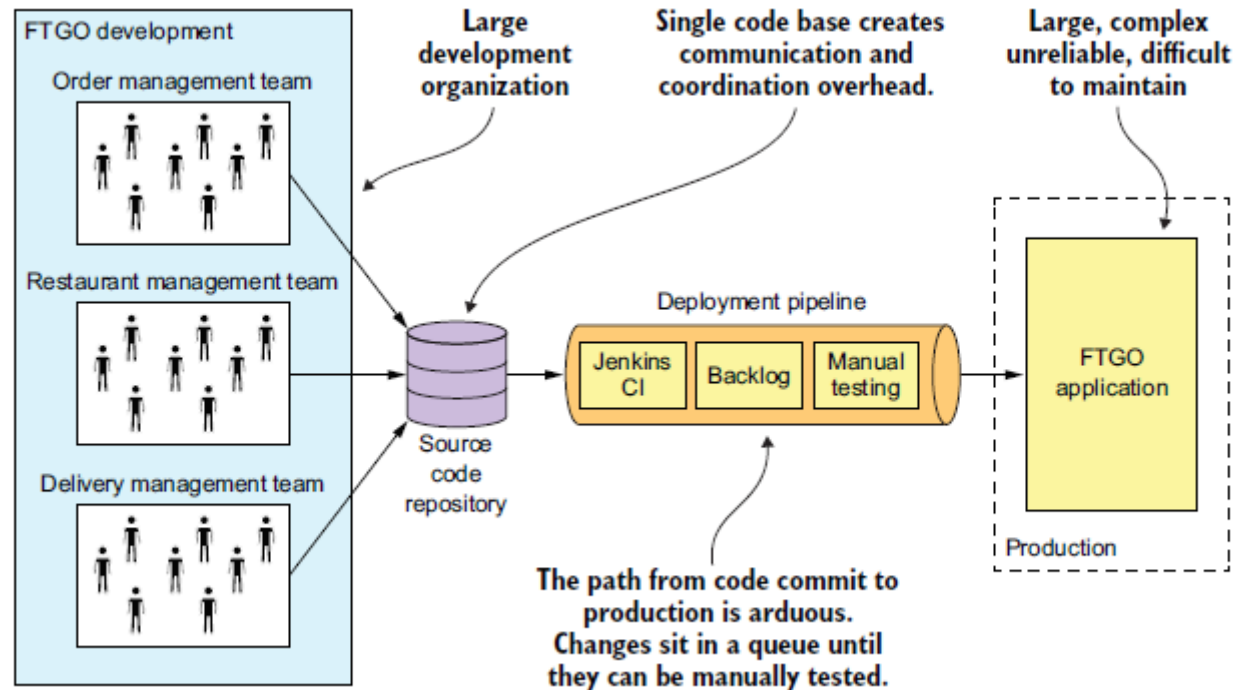 FTGO development
Order management team
Restaurant management team
Delivery management team
Large
development
organization
Single code base creates
communication and
coordination overhead.
Large, complex
unreliable, difficult
to maintain
Source
code
repository
Deployment pipeline
Jenkins
CI
Backlog
Manual
testing
The path from code commit to
production is arduous.
Changes sit in a queue until
they can be manually tested.
FTGO
application
Production